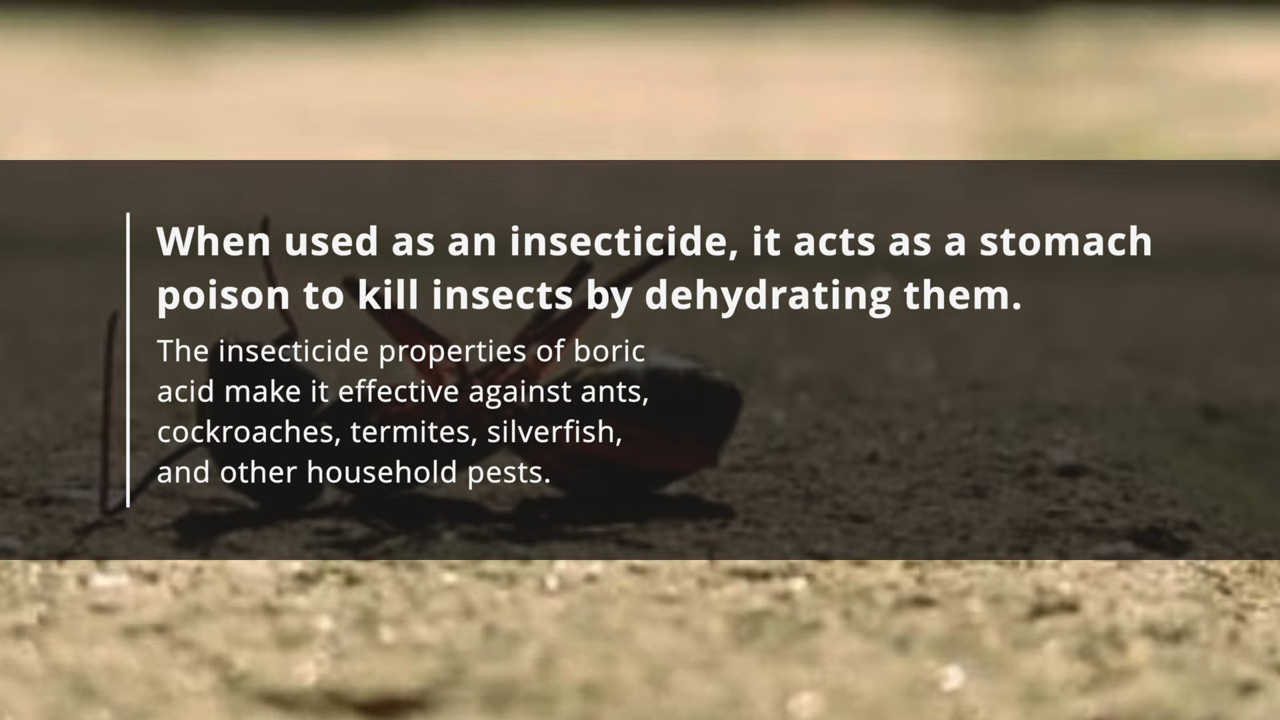 When used as an insecticide, it acts as a stomach
poison to kill insects by dehydrating them.
The insecticide properties of boric
acid make it effective against ants,
cockroaches, termites, silverfish,
and other household pests.